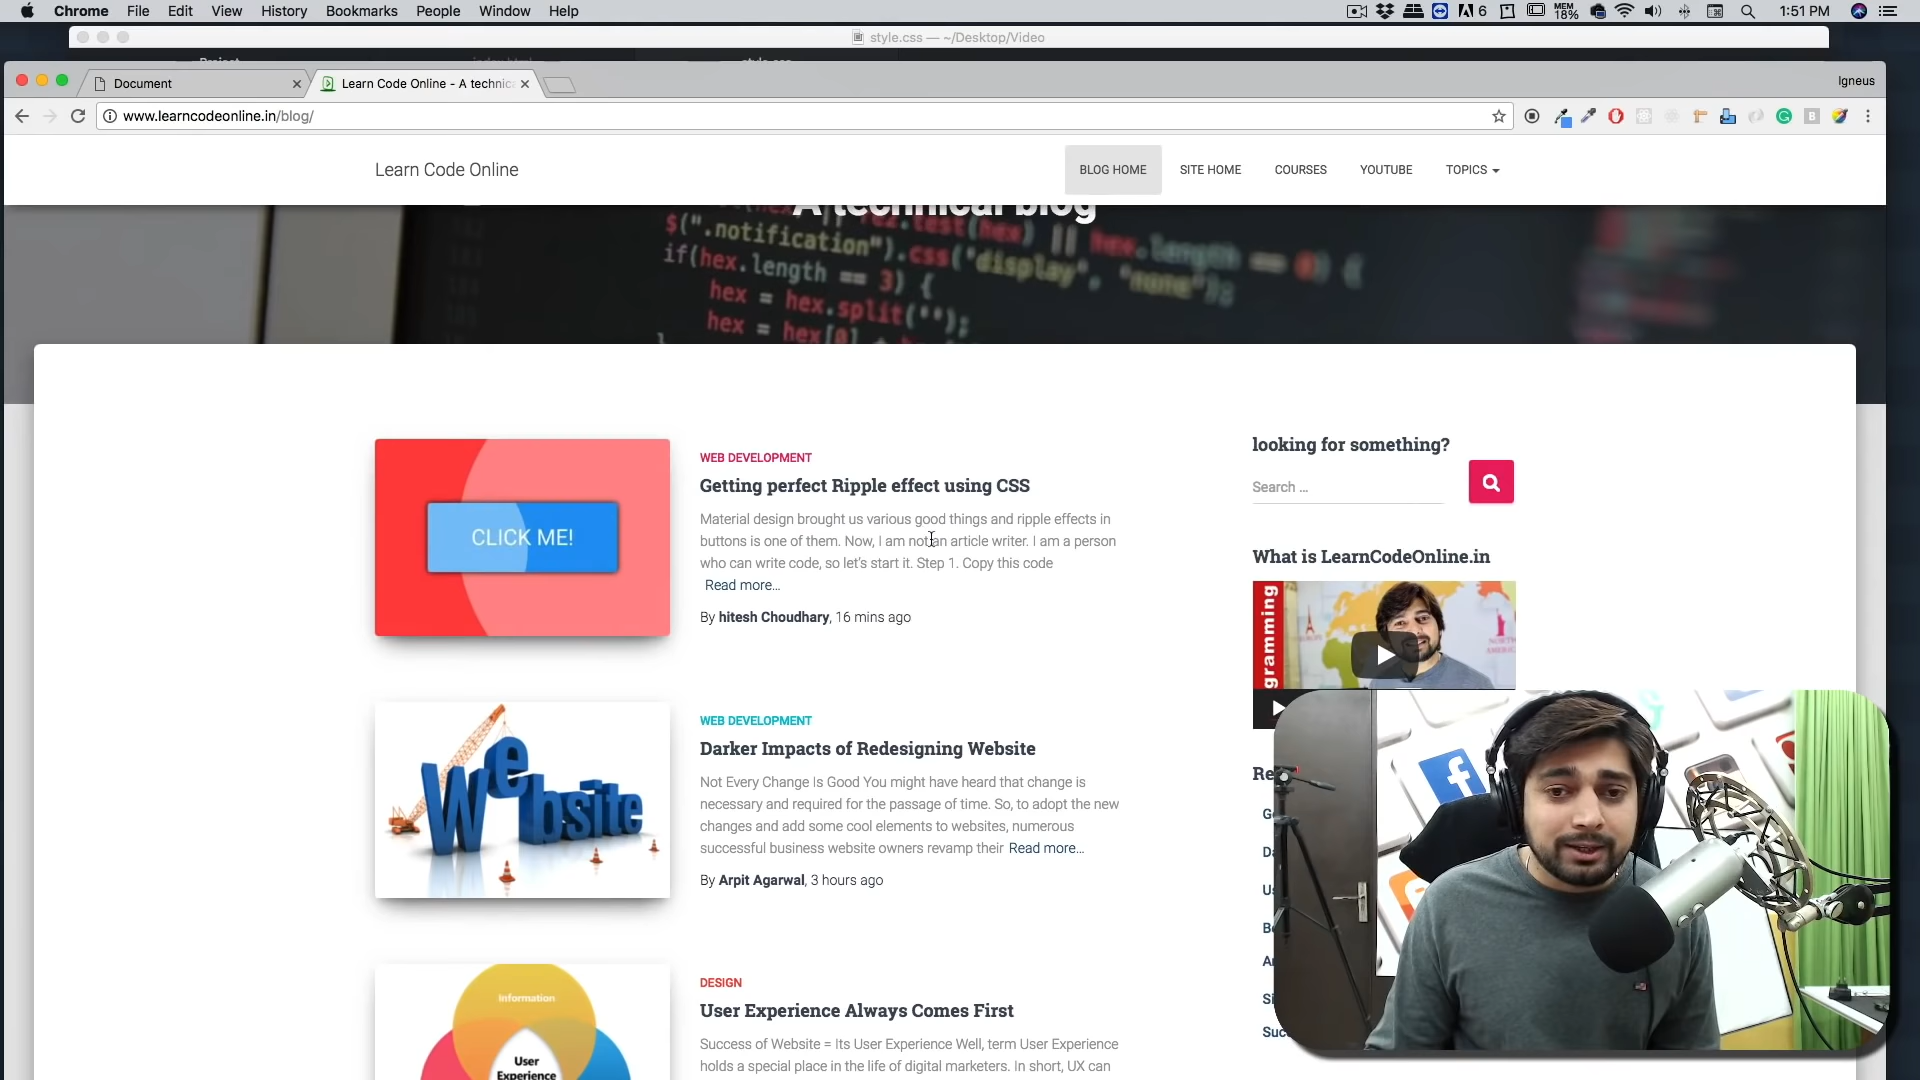 Chrome File Edit View History Bookmarks People Window Help
6 MEM 18% 1:51 PM
style.css — ~/Desktop/Video
Document
Learn Code Online - A technic
Igneus
www.learncodeonline.in/blog/
Learn Code Online
BLOG HOME
SITE HOME
COURSES
YOUTUBE
TOPICS
A technical blog
$(".notification").css("display", "none");
if(hex.length == 3) {
hex = hex.split("");
looking for something?
Search …
WEB DEVELOPMENT
Getting perfect Ripple effect using CSS
Material design brought us various good things and ripple effects in
buttons is one of them. Now, I am not an article writer. I am a person
who can write code, so let's start it. Step 1. Copy this code
Read more…
By hitesh Choudhary, 16 mins ago
CLICK ME!
What is LearnCodeOnline.in
gramming
WEB DEVELOPMENT
Darker Impacts of Redesigning Website
Not Every Change Is Good You might have heard that change is
necessary and required for the passage of time. So, to adopt the new
changes and add some cool elements to websites, numerous
successful business website owners revamp their Read more…
By Arpit Agarwal, 3 hours ago
Website
DESIGN
User Experience Always Comes First
Success of Website = Its User Experience Well, term User Experience
holds a special place in the life of digital marketers. In short, UX can
Information
User
Experience